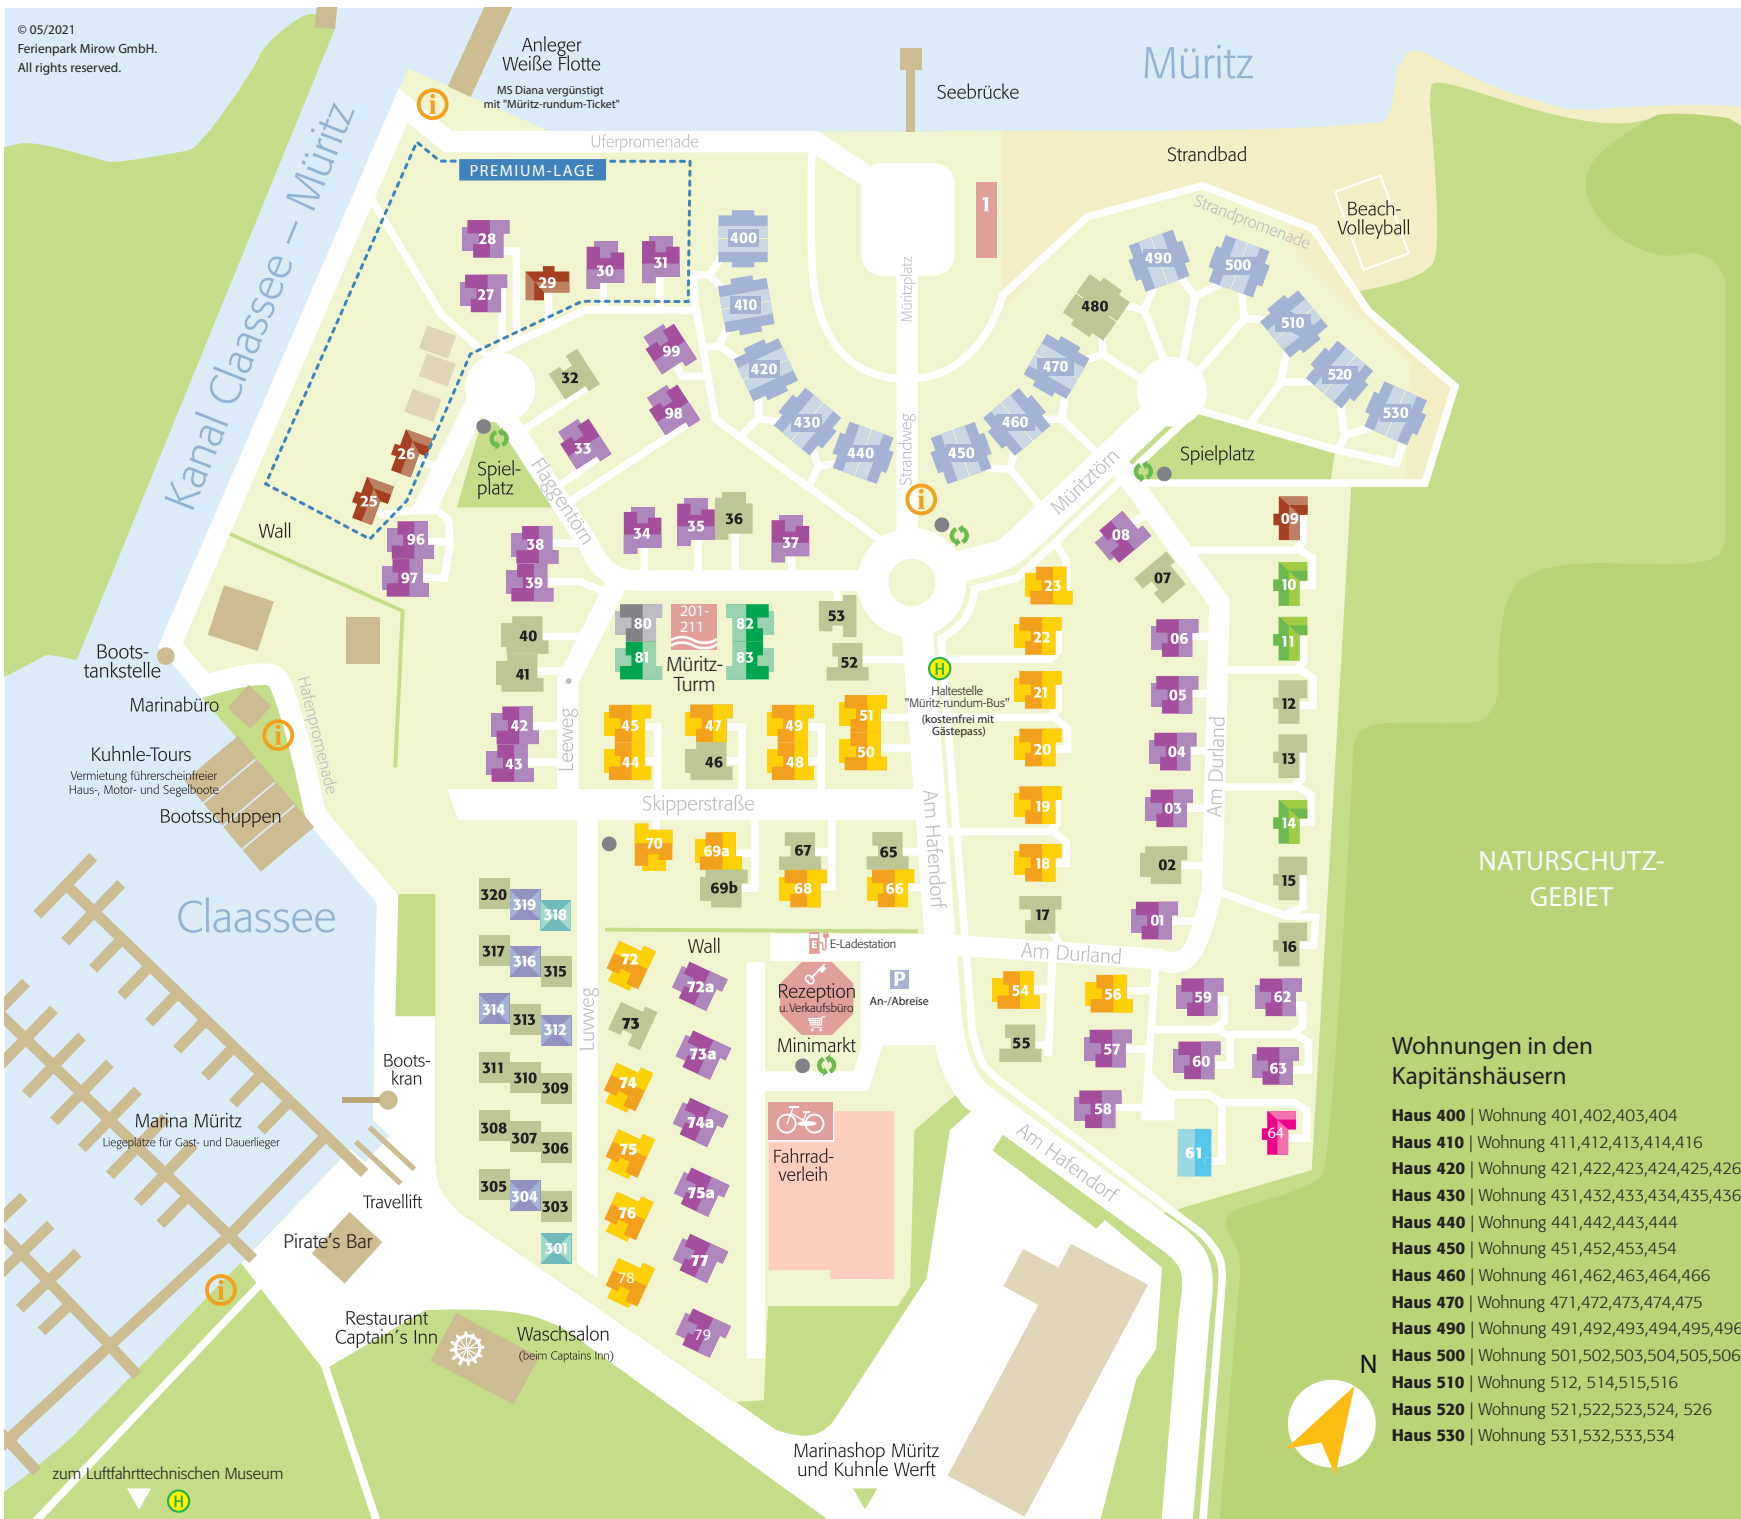 © 05/2021
Ferienpark Mirow GmbH.
All rights reserved.
Anleger
Weiße Flotte
MS Diana vergünstigt
mit "Müritz-rundum-Ticket"
Seebrücke
Müritz
Uferpromenade
PREMIUM-LAGE
Kanal Claassee – Müritz
Strandbad
Strandpromenade
Beach-
Volleyball
Müritzplatz
1
28
27
29
30
31
400
410
420
430
440
450
460
470
480
490
500
510
520
530
99
98
32
33
26
25
Spiel-
platz
Flaggentörn
Strandweg
Müritztörn
Spielplatz
Wall
96
97
38
39
34
35
36
37
08
07
09
10
11
12
13
14
15
16
23
22
21
20
19
18
17
06
05
04
03
02
01
Am Durland
40
41
42
43
Leeweg
80
81
201-
211
82
83
Müritz-
Turm
53
52
Haltestelle
"Müritz-rundum-Bus"
(kostenfrei mit
Gästepass)
H
45
44
47
46
49
48
51
50
Skipperstraße
Am Hafendorf
Boots-
tankstelle
Marinabüro
Hafenpromenade
Kuhnle-Tours
Vermietung führerscheinfreier
Haus-, Motor- und Segelboote
Bootsschuppen
Claassee
70
69a
69b
67
68
65
66
320
319
318
317
316
315
314
313
312
311
310
309
308
307
306
305
304
303
301
Luvweg
72
73
74
75
76
78
Wall
72a
73a
74a
75a
77
79
E-Ladestation
Rezeption
u. Verkaufsbüro
P
An-/Abreise
Minimarkt
Fahrrad-
verleih
Am Durland
54
55
56
57
58
59
60
61
62
63
64
Am Hafendorf
NATURSCHUTZ-
GEBIET
Boots-
kran
Marina Müritz
Liegeplätze für Gast- und Dauerlieger
Travellift
Pirate's Bar
Restaurant
Captain´s Inn
Waschsalon
(beim Captains Inn)
Marinashop Müritz
und Kuhnle Werft
zum Luftfahrttechnischen Museum
H
N
Wohnungen in den
Kapitänshäusern
Haus 400 | Wohnung 401,402,403,404
Haus 410 | Wohnung 411,412,413,414,416
Haus 420 | Wohnung 421,422,423,424,425,426
Haus 430 | Wohnung 431,432,433,434,435,436
Haus 440 | Wohnung 441,442,443,444
Haus 450 | Wohnung 451,452,453,454
Haus 460 | Wohnung 461,462,463,464,466
Haus 470 | Wohnung 471,472,473,474,475
Haus 490 | Wohnung 491,492,493,494,495,496
Haus 500 | Wohnung 501,502,503,504,505,506
Haus 510 | Wohnung 512, 514,515,516
Haus 520 | Wohnung 521,522,523,524, 526
Haus 530 | Wohnung 531,532,533,534